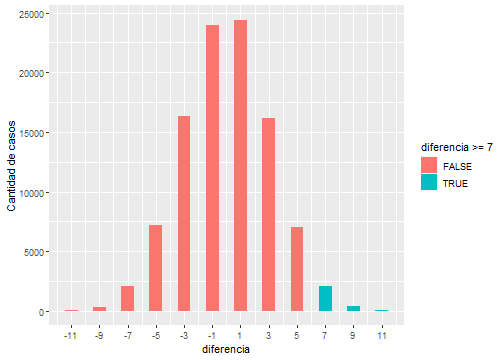 25000
20000
15000
10000
5000
0
Cantidad de casos
-11 -9 -7 -5 -3 -1 1 3 5 7 9 11
diferencia
diferencia >= 7
FALSE
TRUE